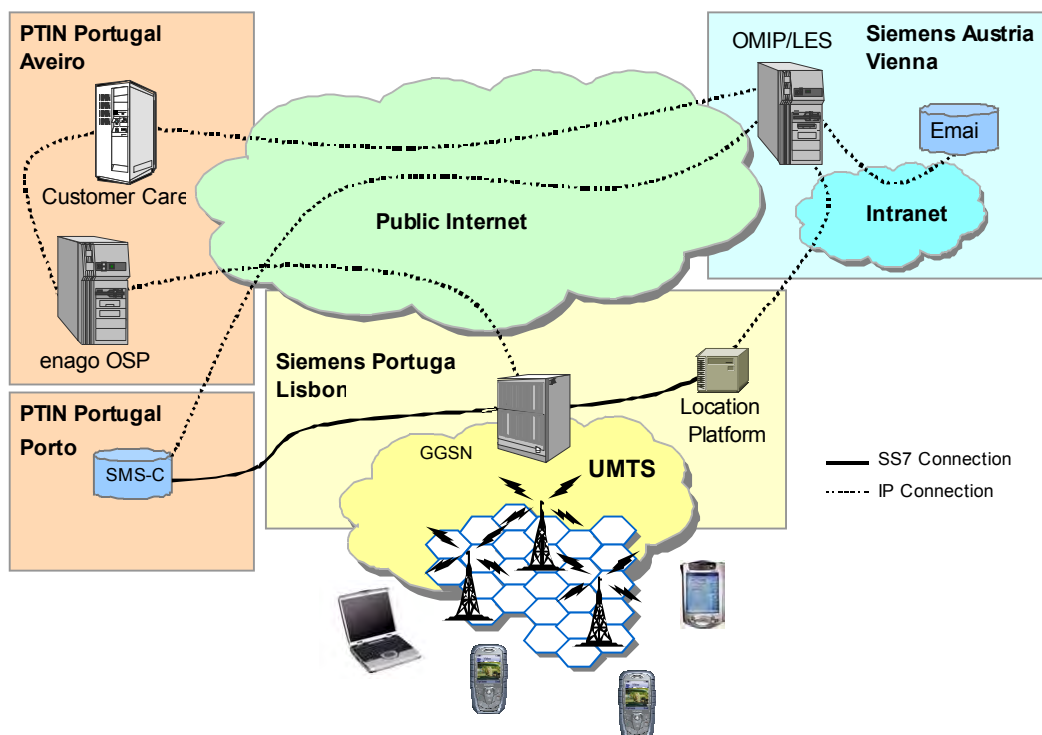 PTIN Portugal
Aveiro
Customer Care
enago OSP
PTIN Portugal
Porto
SMS-C
Public Internet
OMIP/LES
Siemens Austria
Vienna
Emai
Intranet
Siemens Portuga
Lisbon
GGSN
UMTS
Location
Platform
SS7 Connection
IP Connection